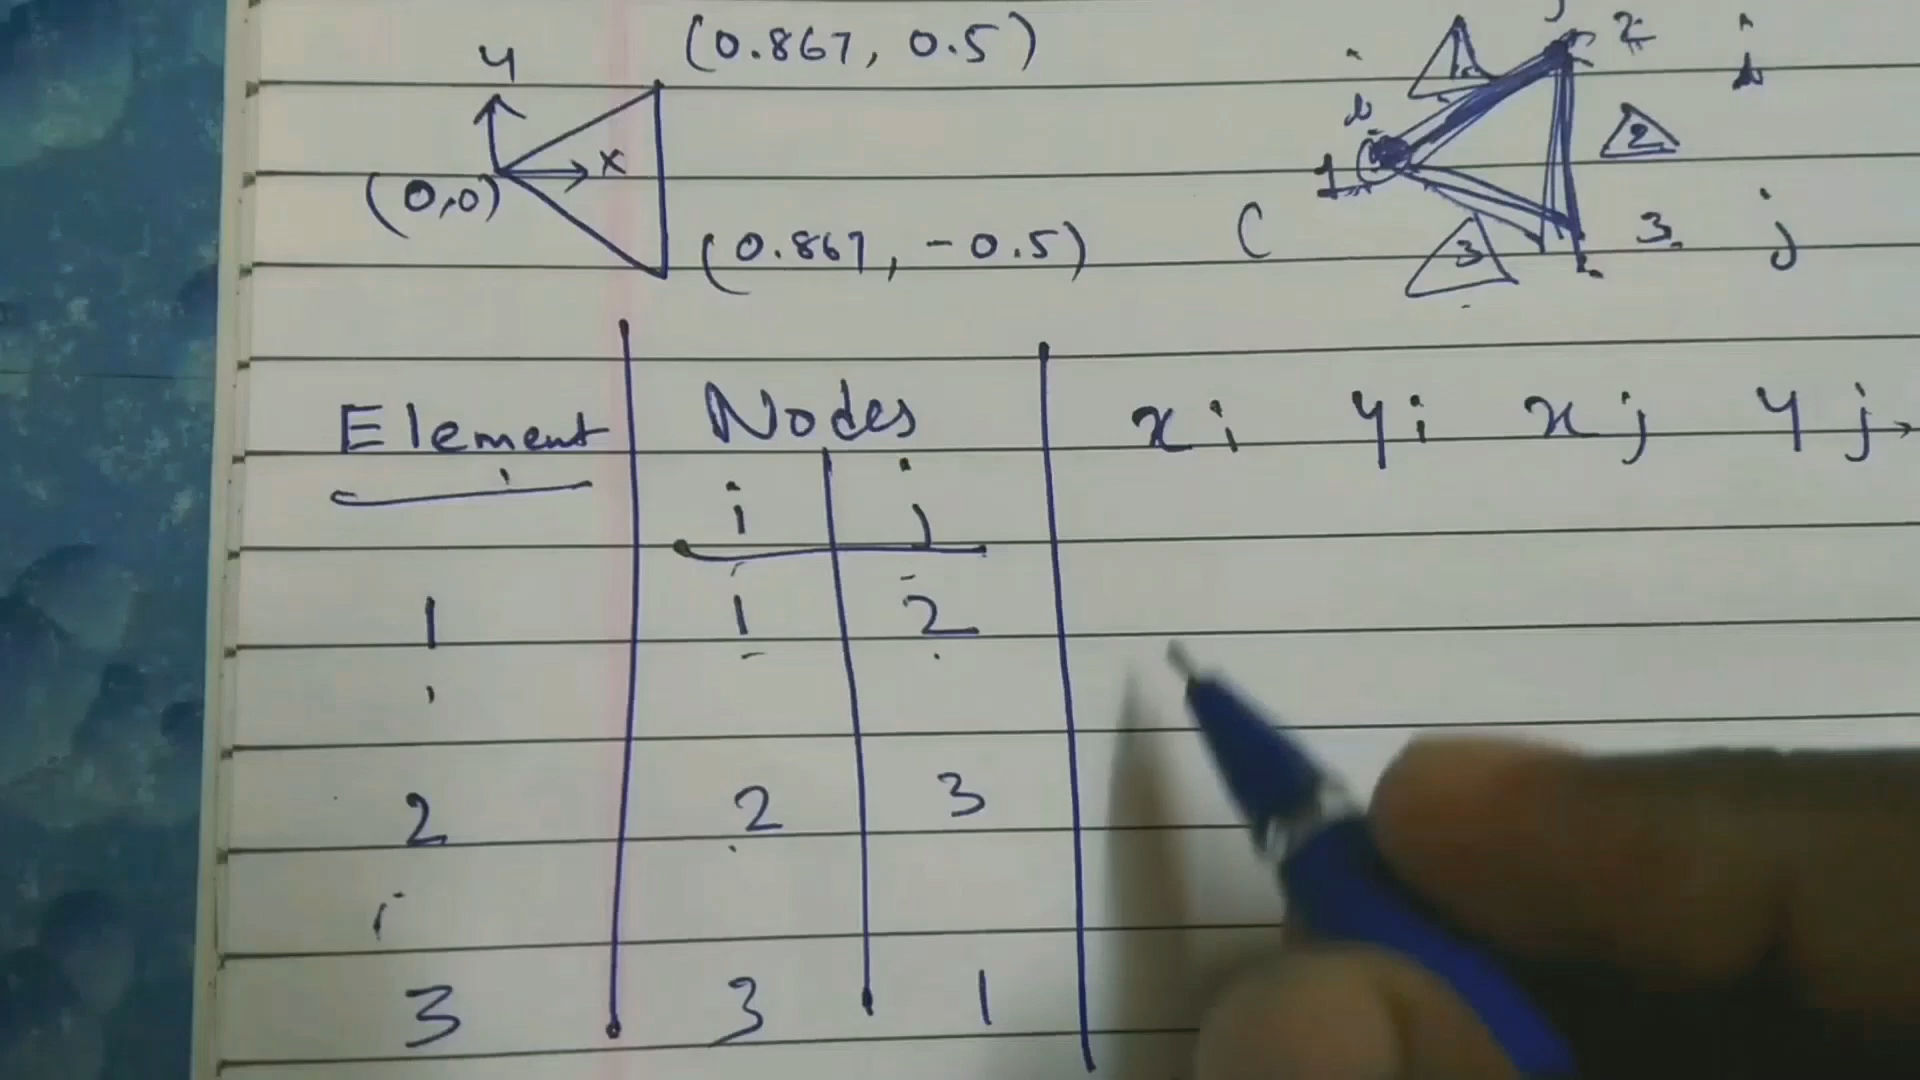 (0.867, 0.5)
y
x
(0,0)
(0.867, -0.5)
1
2
i
1
2
3
3
j
C
Element Nodes xi yi xj yj
i j
1 1 2
2 2 3
3 3 1